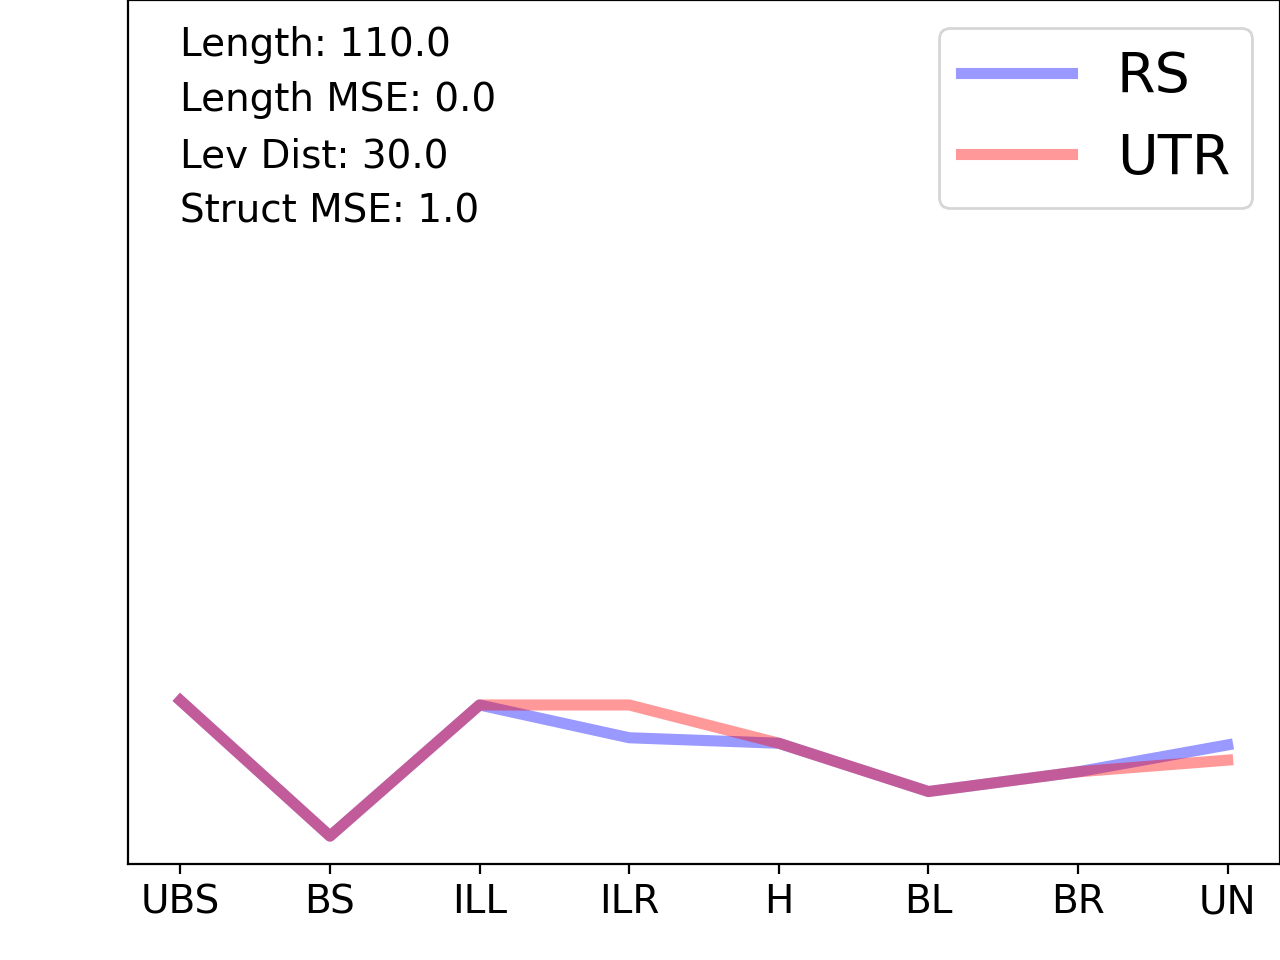 Length: 110.0
Length MSE: 0.0
Lev Dist: 30.0
Struct MSE: 1.0
RS
UTR
UBS BS ILL ILR H BL BR UN